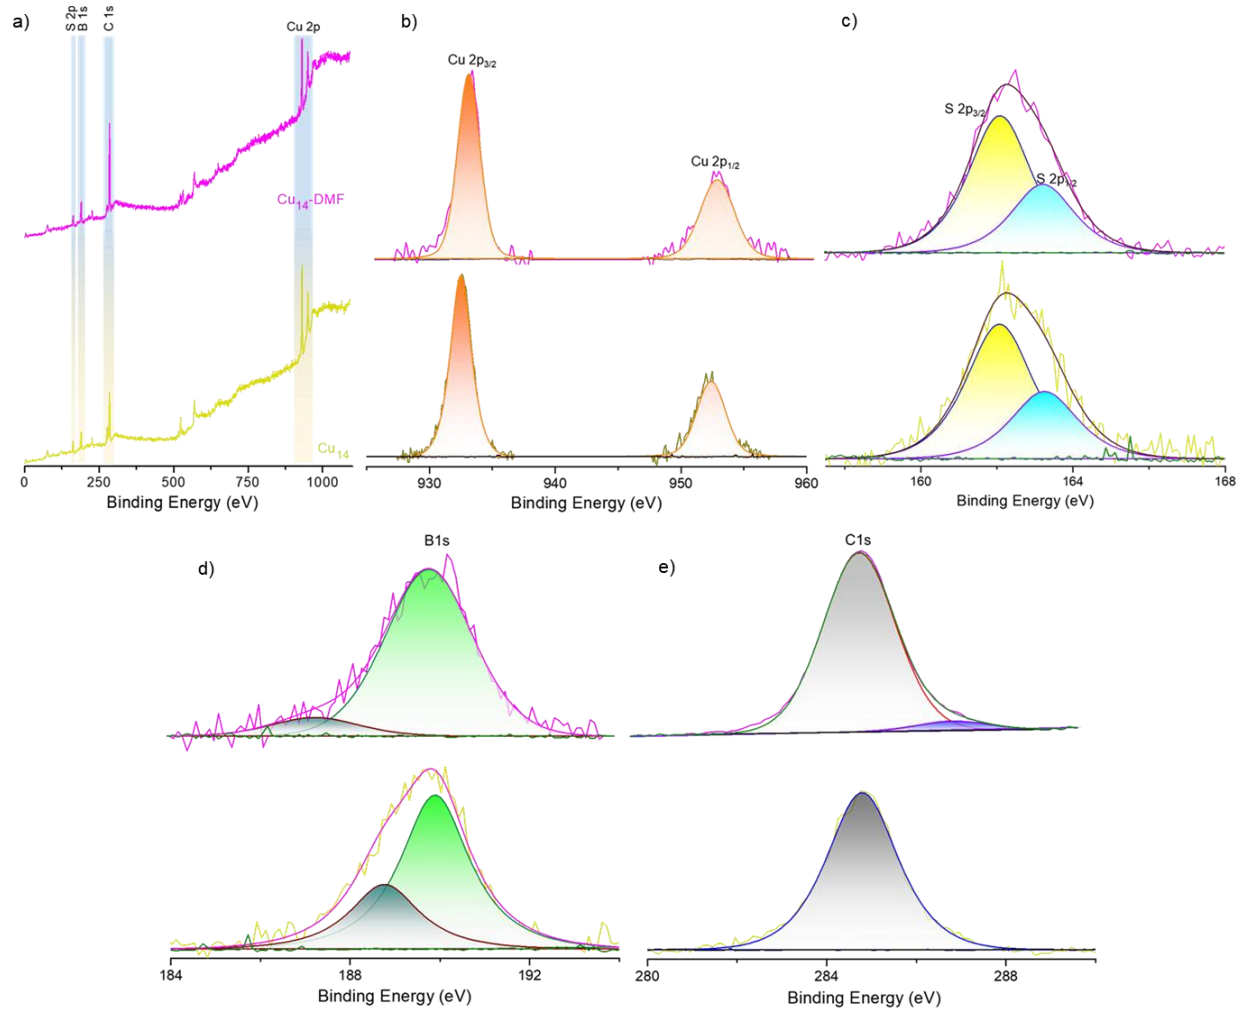 a)
S 2p
B 1s
C 1s
Cu 2p
Cu14-DMF
Cu14
0 250 500 750 1000
Binding Energy (eV)
b)
Cu 2p3/2
Cu 2p1/2
930 940 950 960
Binding Energy (eV)
c)
S 2p3/2
S 2p1/2
160 164 168
Binding Energy (eV)
d)
B1s
184 188 192
Binding Energy (eV)
e)
C1s
280 284 288
Binding Energy (eV)